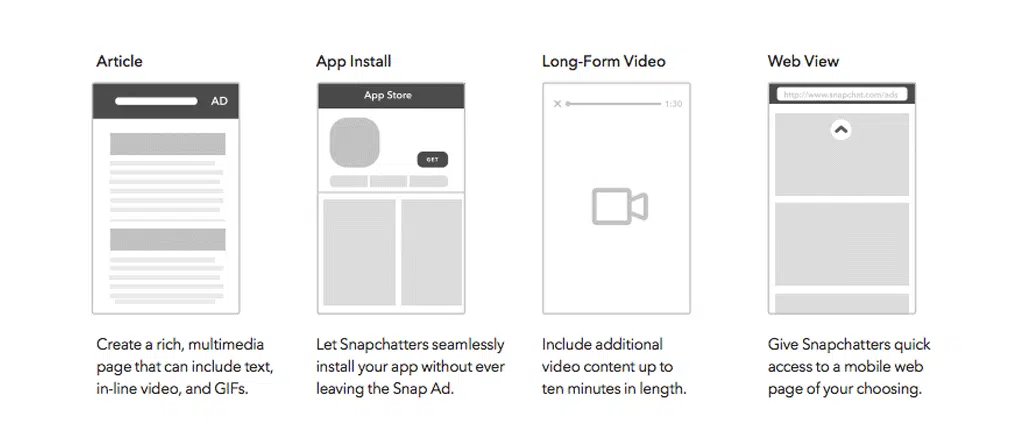 Article
App Install
Long-Form Video
Web View
AD
App Store
GET
1:30
http://www.snapchat.com/ads
Create a rich, multimedia
page that can include text,
in-line video, and GIFs.
Let Snapchatters seamlessly
install your app without ever
leaving the Snap Ad.
Include additional
video content up to
ten minutes in length.
Give Snapchatters quick
access to a mobile web
page of your choosing.